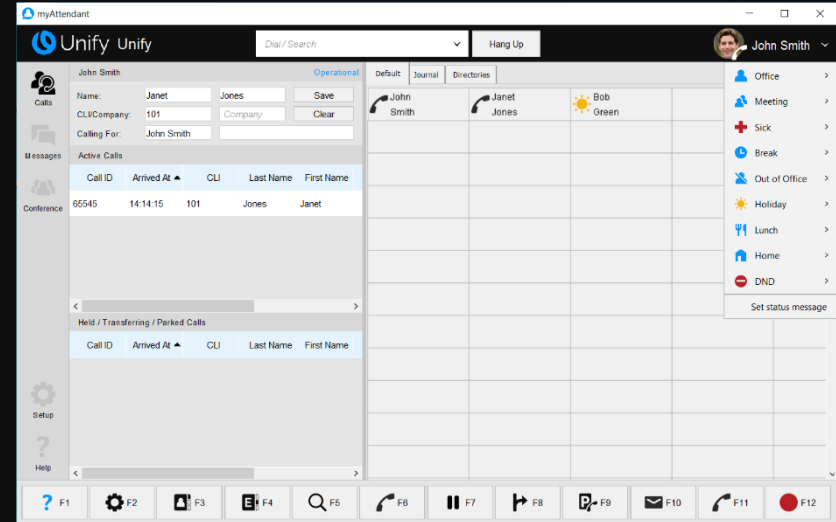 myAttendant
Unify Unify
Dial / Search
Hang Up
John Smith
Calls
Messages
Conference
Setup
Help
John Smith Operational
Name: Janet Jones Save
CLI/Company: 101 Company Clear
Calling For: John Smith
Active Calls
Call ID Arrived At CLI Last Name First Name
65545 14:14:15 101 Jones Janet
Held / Transferring / Parked Calls
Call ID Arrived At CLI Last Name First Name
Default Journal Directories
John Smith
Janet Jones
Bob Green
Office
Meeting
Sick
Break
Out of Office
Holiday
Lunch
Home
DND
Set status message
? F1 F2 F3 E F4 F5 F6 F7 F8 P F9 F10 F11 F12